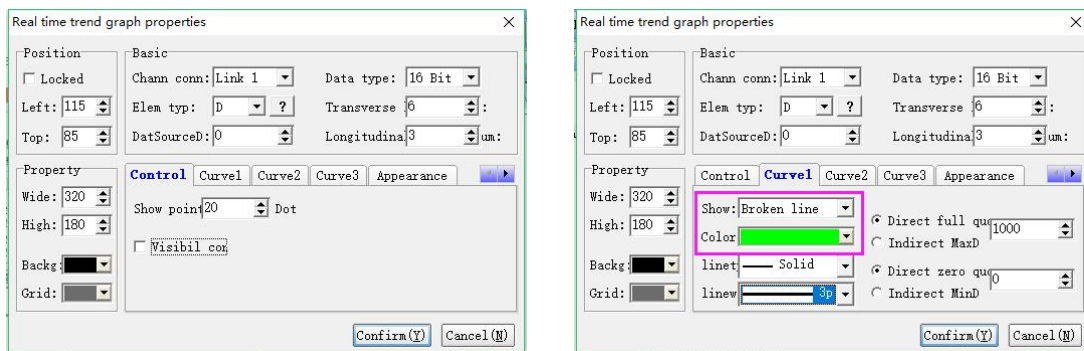 Real time trend graph properties
Position
Locked
Left: 115
Top: 85
Basic
Chann conn: Link 1
Data type: 16 Bit
Elem typ: D ?
Transverse 6 :
DatSourceD: 0
Longitudinal 3 um:
Property
Wide: 320
High: 180
Backg:
Grid:
Control Curve1 Curve2 Curve3 Appearance
Show point 20 Dot
Visibil con
Confirm(Y) Cancel(N)
Real time trend graph properties
Position
Locked
Left: 115
Top: 85
Basic
Chann conn: Link 1
Data type: 16 Bit
Elem typ: D ?
Transverse 6 :
DatSourceD: 0
Longitudinal 3 um:
Property
Wide: 320
High: 180
Backg:
Grid:
Control Curve1 Curve2 Curve3 Appearance
Show: Broken line
Color
linet Solid
linew 3p
Direct full quo 1000
Indirect MaxD
Direct zero quo 0
Indirect MinD
Confirm(Y) Cancel(N)